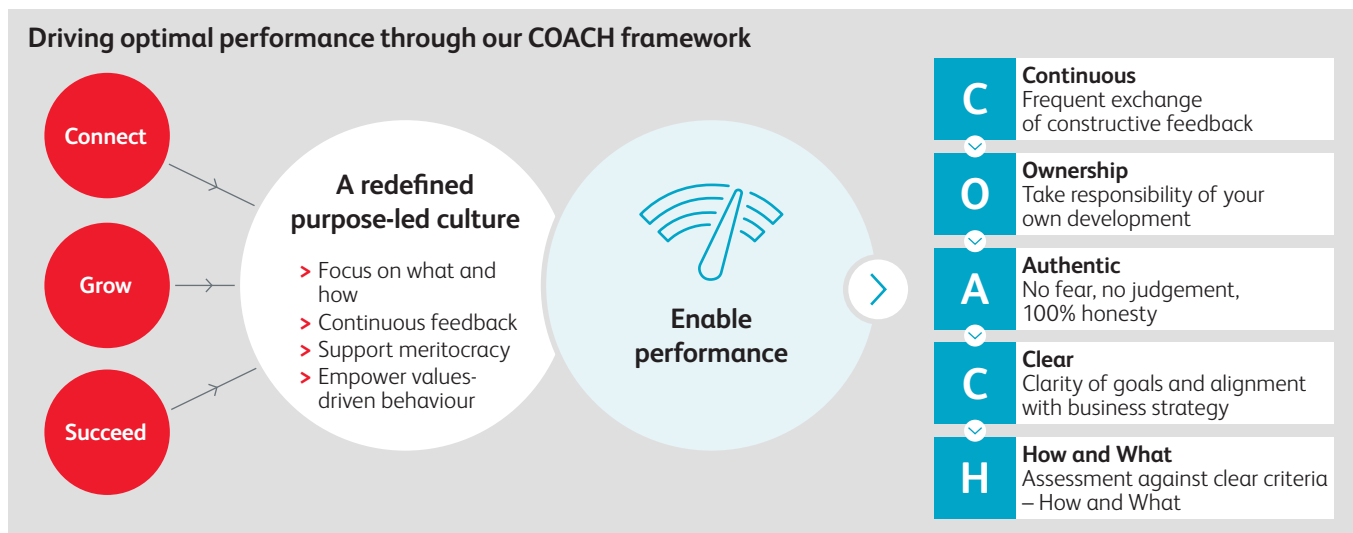 Driving optimal performance through our COACH framework
Connect
Grow
Succeed
A redefined
purpose-led culture
> Focus on what and
how
> Continuous feedback
> Support meritocracy
> Empower values-
driven behaviour
Enable
performance
C
Continuous
Frequent exchange
of constructive feedback
O
Ownership
Take responsibility of your
own development
A
Authentic
No fear, no judgement,
100% honesty
C
Clear
Clarity of goals and alignment
with business strategy
H
How and What
Assessment against clear criteria
– How and What